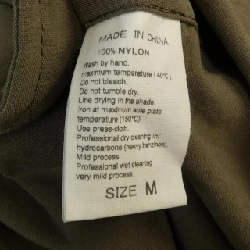 MADE IN CHINA
100% NYLON
Wash by hand.
Maximum temperature (40°C).
Do not bleach.
Do not tumble dry.
Line drying in the shade
Iron at maximum sole plate
temperature (150°C)
Use press-cloth.
Professional dry-cleaning in
hydrocarbons (heavy benzines).
Mild process.
Professional wet cleaning
very mild process.
SIZE M